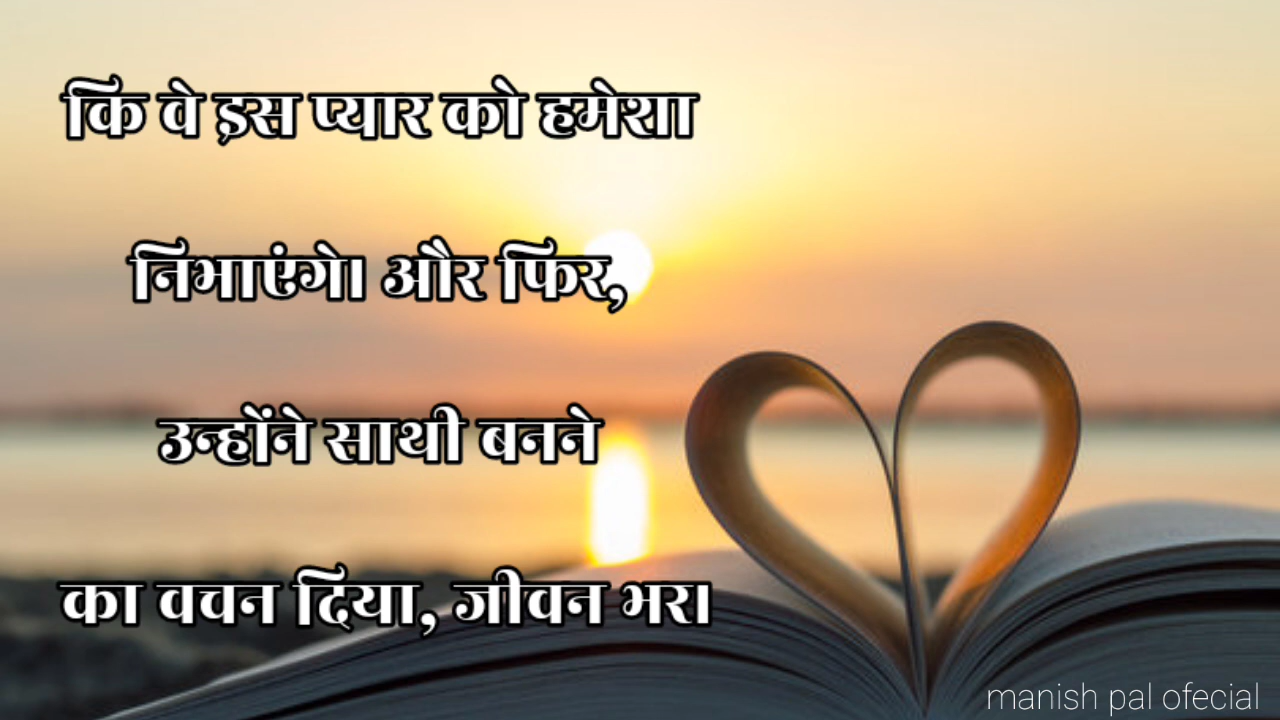 कि वे इस प्यार को हमेशा
निभाएंगे। और फिर,
उन्होंने साथी बनने
का वचन दिया, जीवन भर।
manish pal ofecial